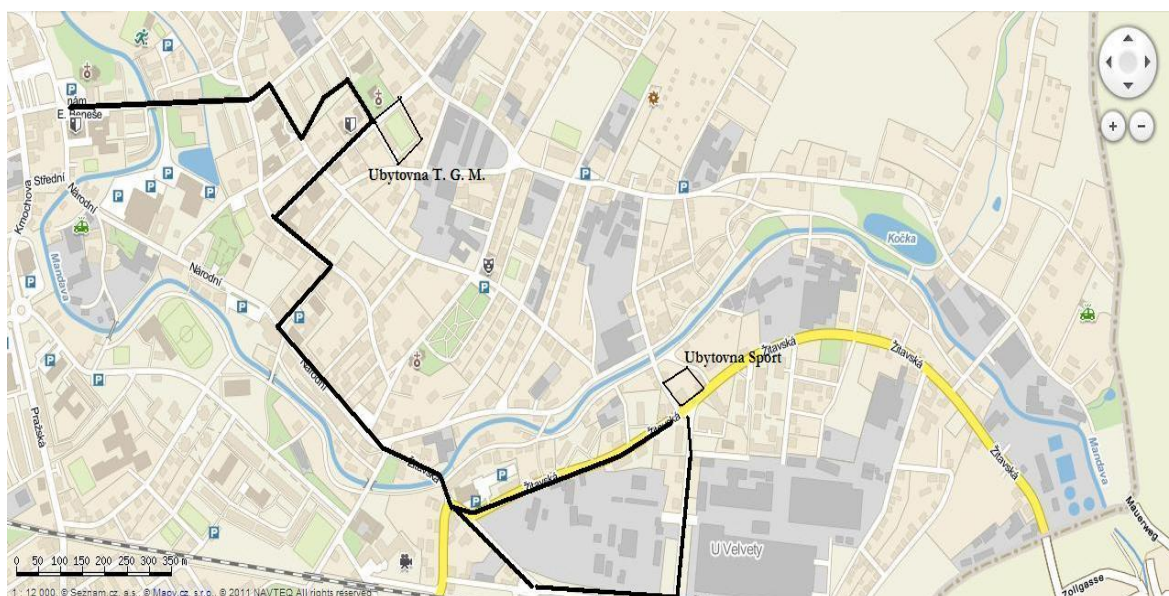 nám.
E. Beneše
Ubytovna T. G. M.
Střední
Národní
Kmochova
Kočka
Mandava
Národní
Ubytovna Sport
Žitavská
Žitavská
Národní
Žitavská
Pražská
Žitavská
Žitavská
Žitavská
Mandava
Mauerweg
U Velvety
0 50 100 150 200 250 300 350 m
Zollgasse
1 : 12 000, © Seznam.cz, a.s., © Mapy.cz, s.r.o., © 2011 NAVTEQ All rights reserved